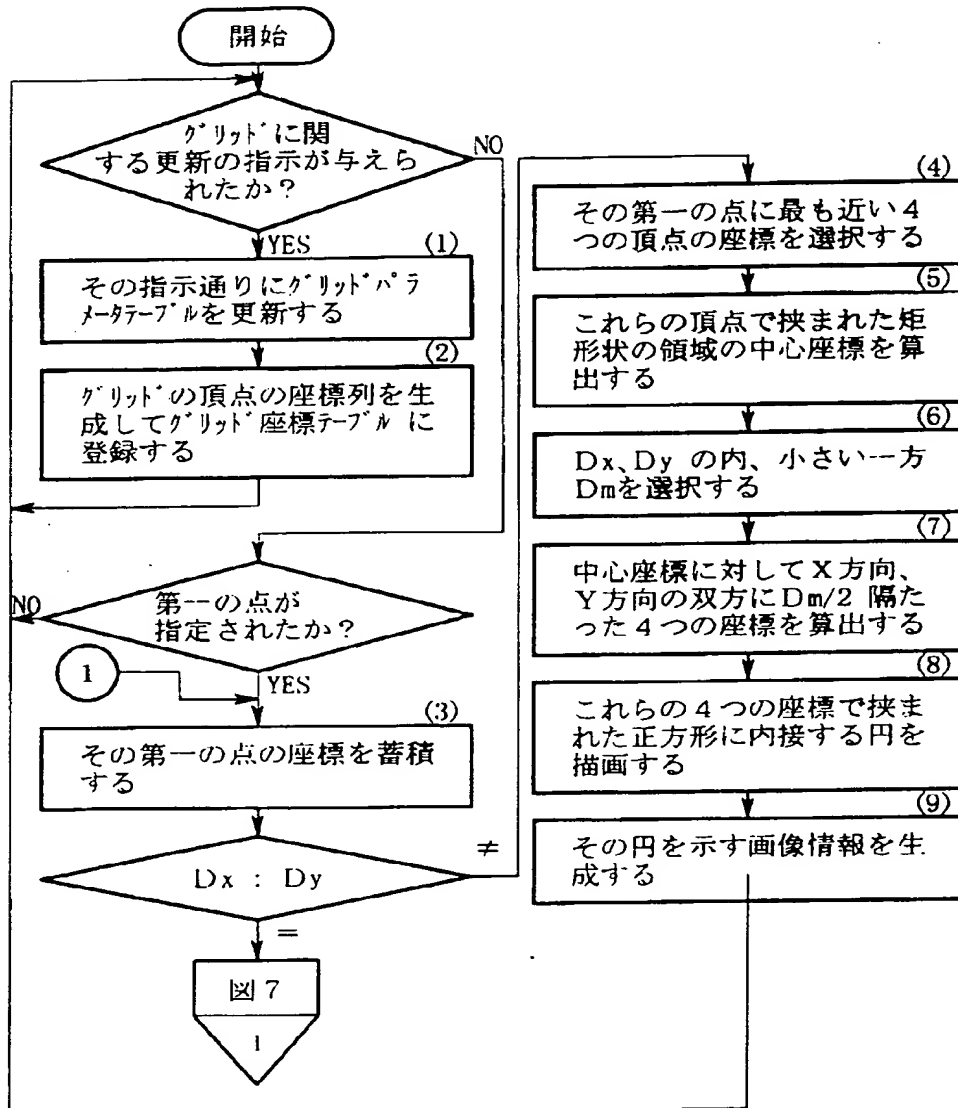 開始
グリッドに関
する更新の指示が与えら
れたか?
NO
YES
(1)
その指示通りにグリッドパラ
メータテーブルを更新する
(2)
グリッドの頂点の座標列を生
成してグリッド座標テーブルに
登録する
第一の点が
指定されたか?
NO
YES
1
(3)
その第一の点の座標を蓄積
する
Dx : Dy
≠
=
図7
1
(4)
その第一の点に最も近い4
つの頂点の座標を選択する
(5)
これらの頂点で挟まれた矩
形状の領域の中心座標を算
出する
(6)
Dx、Dy の内、小さい一方
Dmを選択する
(7)
中心座標に対してX方向、
Y方向の双方にDm/2 隔た
った4つの座標を算出する
(8)
これらの4つの座標で挟ま
れた正方形に内接する円を
描画する
(9)
その円を示す画像情報を生
成する